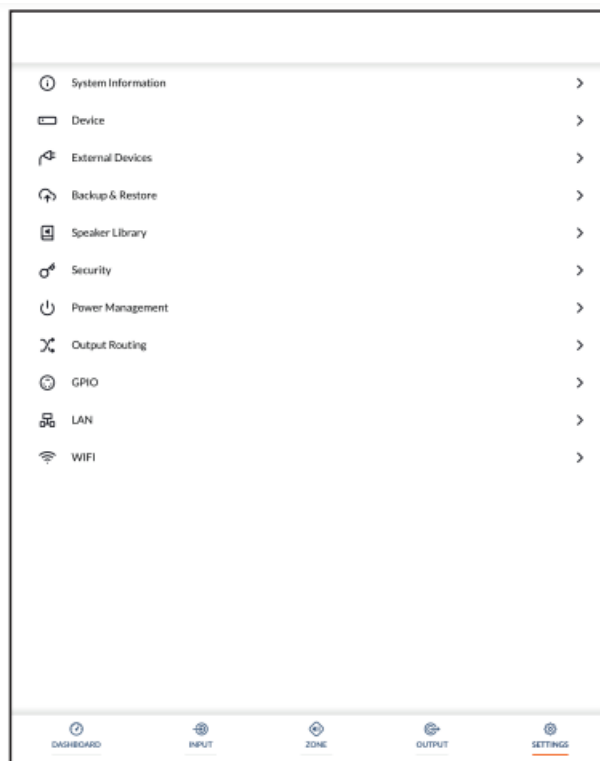 System Information
Device
External Devices
Backup & Restore
Speaker Library
Security
Power Management
Output Routing
GPIO
LAN
WIFI
DASHBOARD INPUT ZONE OUTPUT SETTINGS